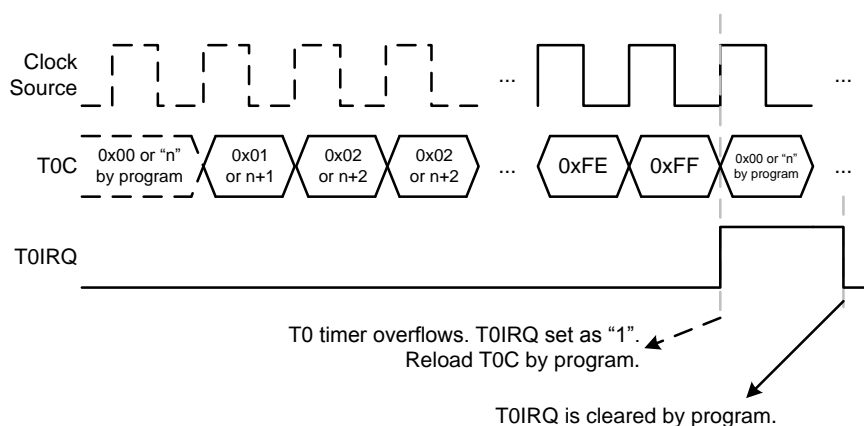 Clock
Source
...
...
T0C
0x00 or “n”
by program
0x01
or n+1
0x02
or n+2
0x02
or n+2
...
0xFE
0xFF
0x00 or “n”
by program
...
T0IRQ
T0 timer overflows. T0IRQ set as “1”.
Reload T0C by program.
T0IRQ is cleared by program.